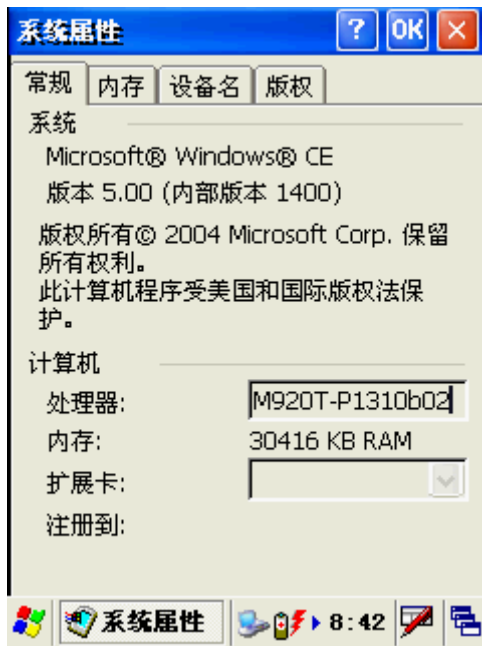 系统属性
? OK ×
常规 内存 设备名 版权
系统
Microsoft® Windows® CE
版本 5.00 (内部版本 1400)
版权所有© 2004 Microsoft Corp. 保留
所有权利。
此计算机程序受美国和国际版权法保
护。
计算机
处理器: M920T-P1310b02
内存: 30416 KB RAM
扩展卡:
注册到:
系统属性 8:42